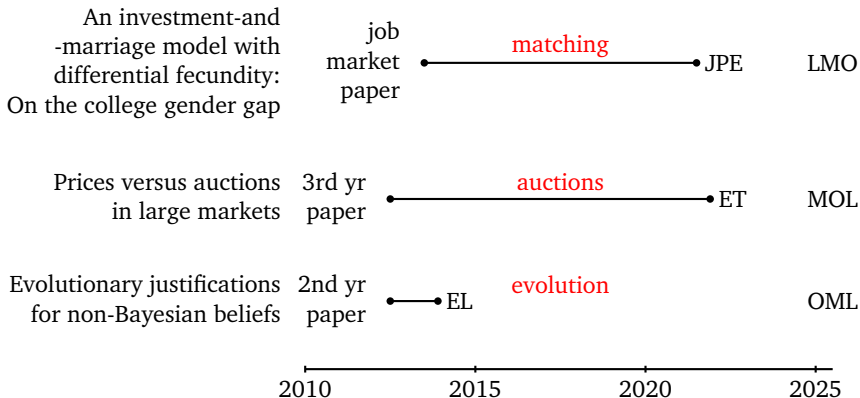 An investment-and
-marriage model with
differential fecundity:
On the college gender gap
job
market
paper
matching
JPE
LMO
Prices versus auctions
in large markets
3rd yr
paper
auctions
ET
MOL
Evolutionary justifications
for non-Bayesian beliefs
2nd yr
paper
EL
evolution
OML
2010
2015
2020
2025